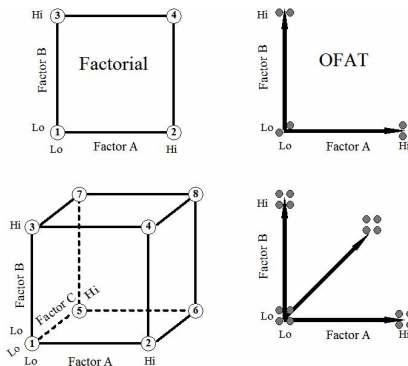 Hi
3
4
Factor B
Factorial
Lo
1
2
Lo
Factor A
Hi
Hi
Factor B
OFAT
Lo
Lo
Factor A
Hi
7
8
Hi
3
4
Factor B
Factor C
Hi
5
6
Lo
1
2
Lo
Factor A
Hi
Hi
Factor B
Lo
Lo
Factor A
Hi